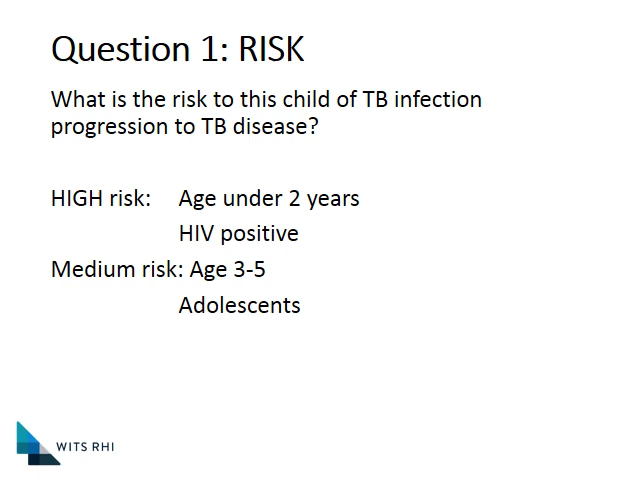 Question 1: RISK
What is the risk to this child of TB infection
progression to TB disease?
HIGH risk: Age under 2 years
HIV positive
Medium risk: Age 3-5
Adolescents
WITS RHI